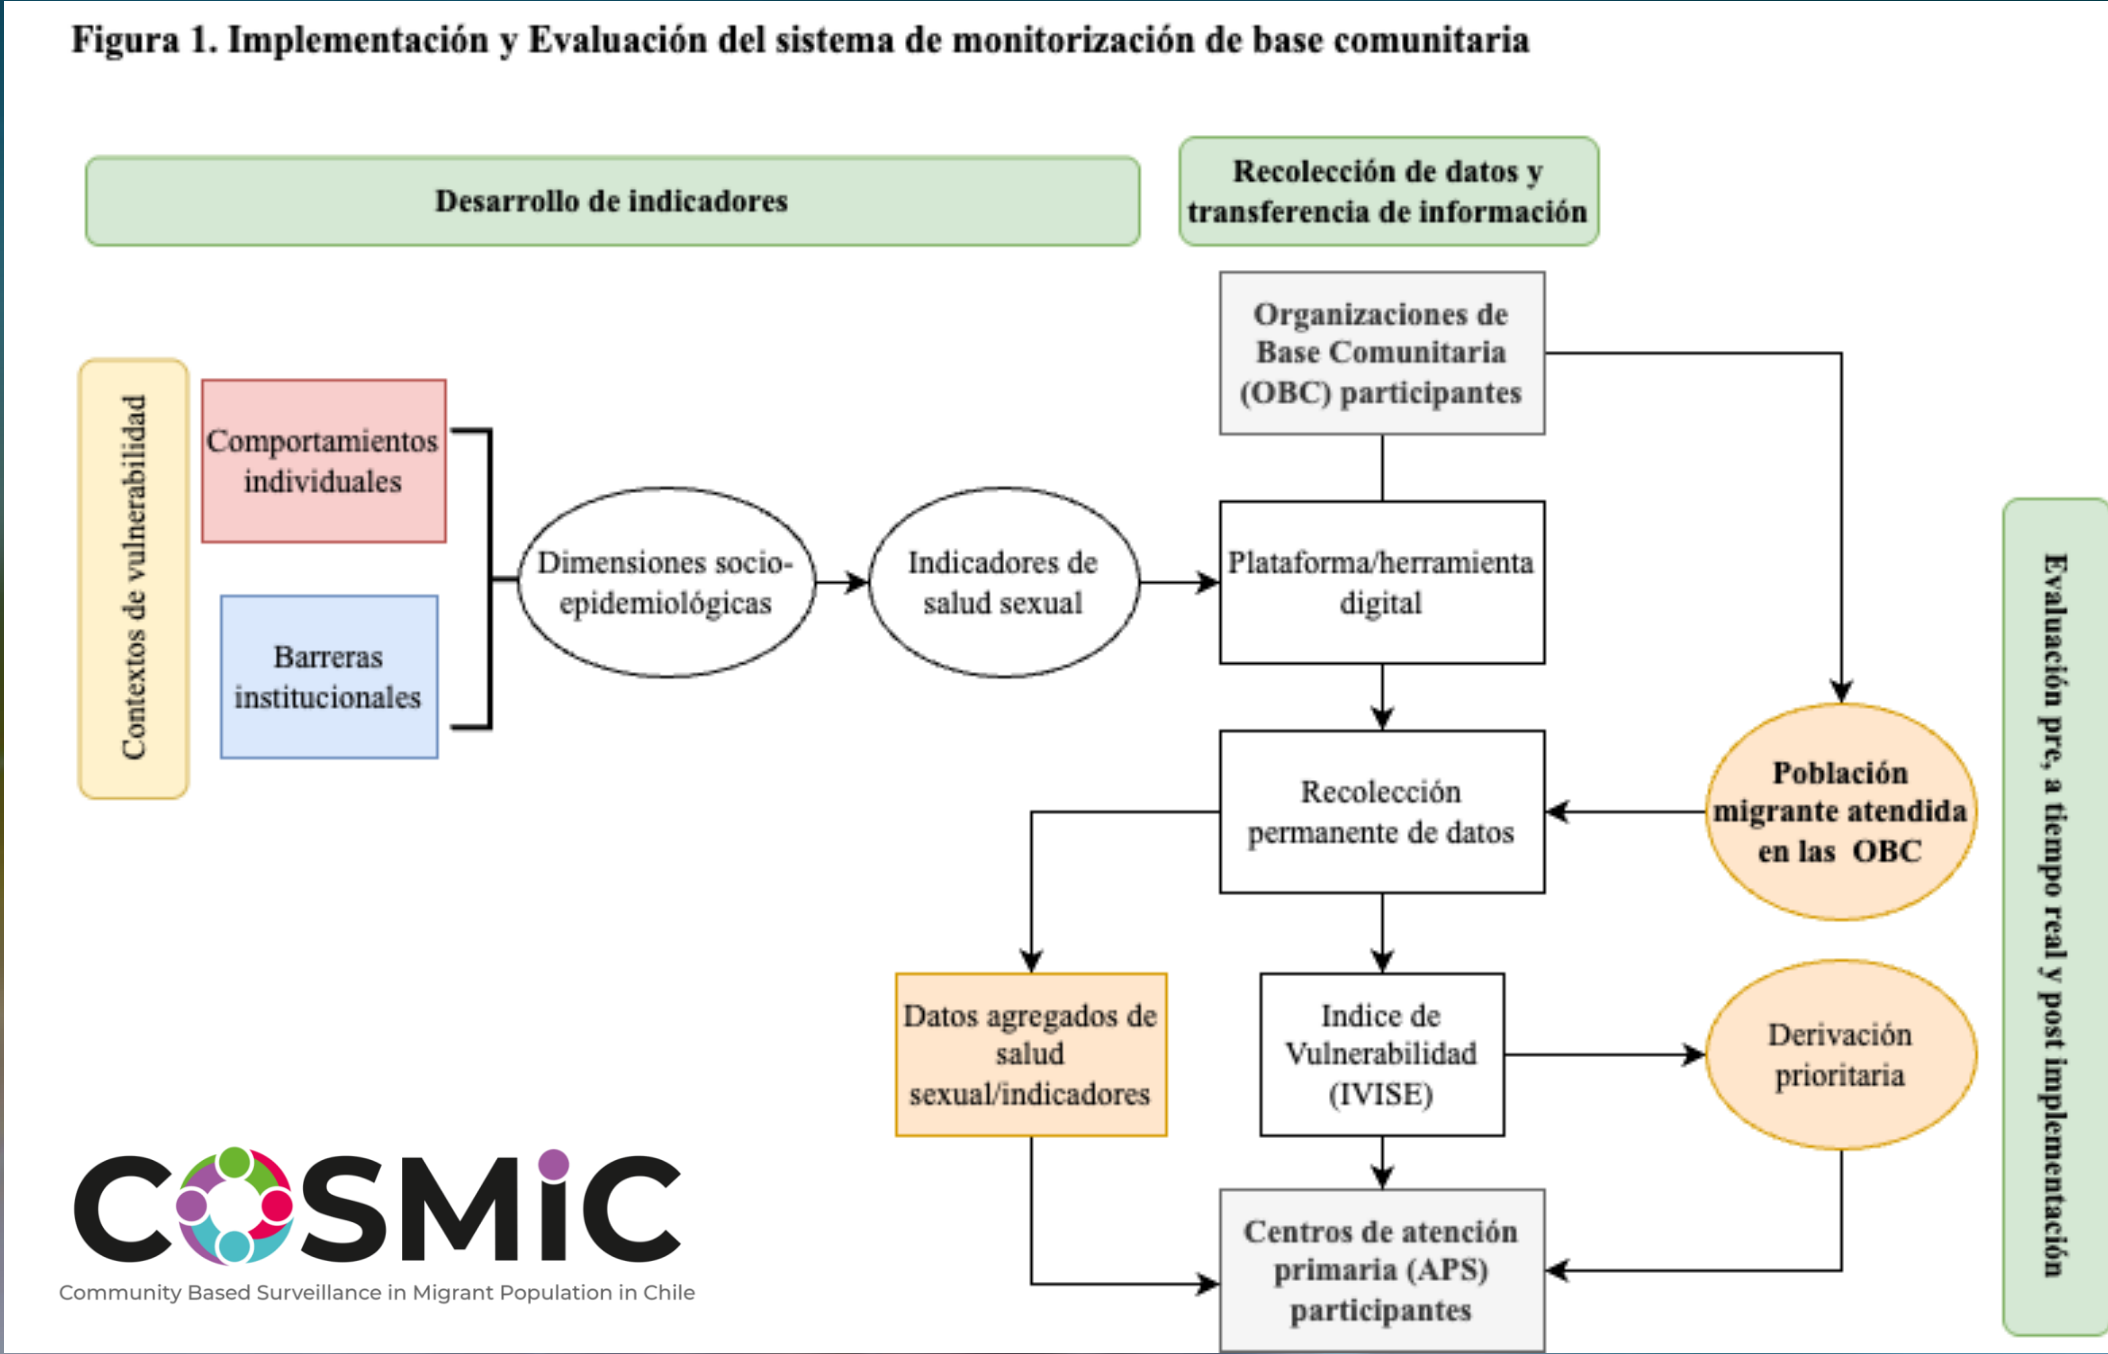 Figura 1. Implementación y Evaluación del sistema de monitorización de base comunitaria
Desarrollo de indicadores
Recolección de datos y
transferencia de información
Contextos de vulnerabilidad
Comportamientos
individuales
Barreras
institucionales
Dimensiones socio-
epidemiológicas
Indicadores de
salud sexual
Organizaciones de
Base Comunitaria
(OBC) participantes
Plataforma/herramienta
digital
Recolección
permanente de datos
Población
migrante atendida
en las OBC
Datos agregados de
salud
sexual/indicadores
Indice de
Vulnerabilidad
(IVISE)
Derivación
prioritaria
Centros de atención
primaria (APS)
participantes
Evaluación pre, a tiempo real y post implementación
COSMiC
Community Based Surveillance in Migrant Population in Chile